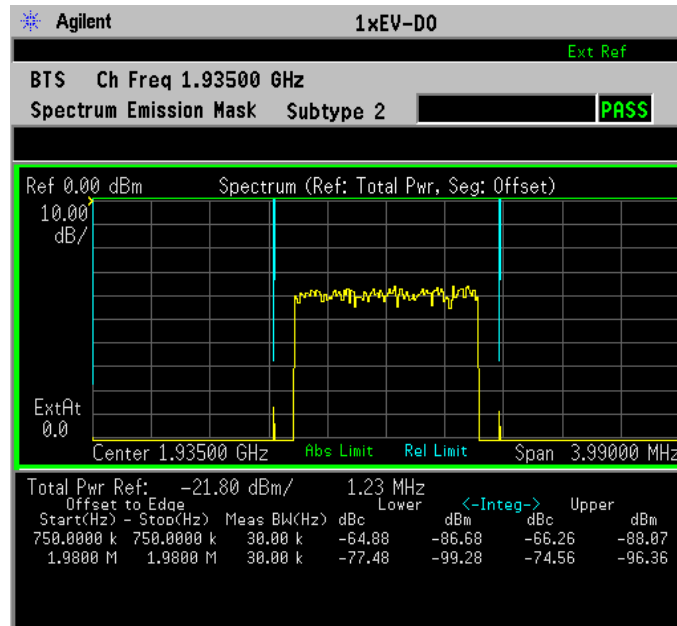 Agilent 1xEV-DO
Ext Ref
BTS Ch Freq 1.93500 GHz
Spectrum Emission Mask Subtype 2 PASS
Ref 0.00 dBm Spectrum (Ref: Total Pwr, Seg: Offset)
10.00
dB/
ExtAt
0.0
Center 1.93500 GHz Abs Limit Rel Limit Span 3.99000 MHz
Total Pwr Ref: -21.80 dBm/ 1.23 MHz
Offset to Edge Lower <-Integ-> Upper
Start(Hz) - Stop(Hz) Meas BW(Hz) dBc dBm dBc dBm
750.0000 k 750.0000 k 30.00 k -64.88 -86.68 -66.26 -88.07
1.9800 M 1.9800 M 30.00 k -77.48 -99.28 -74.56 -96.36